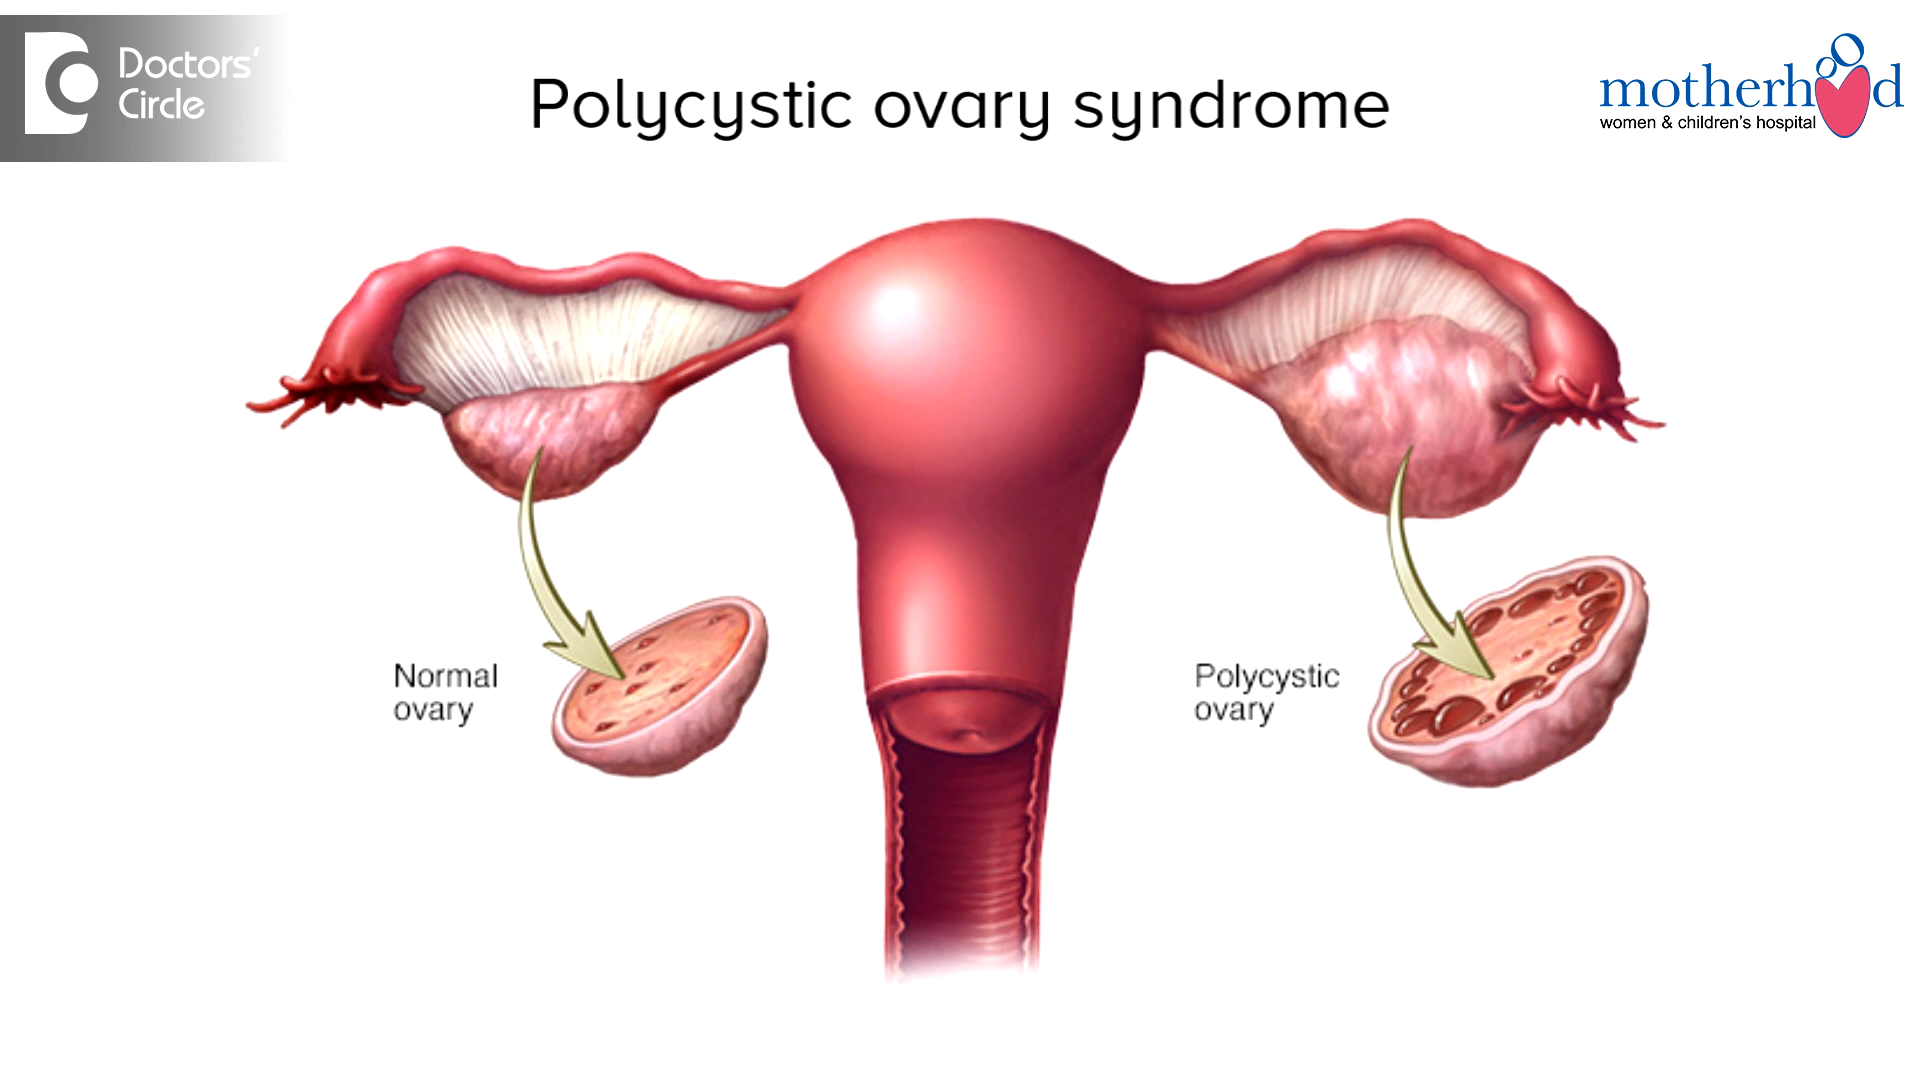 Doctors'
Circle
Polycystic ovary syndrome
motherhood
women & children's hospital
Normal
ovary
Polycystic
ovary